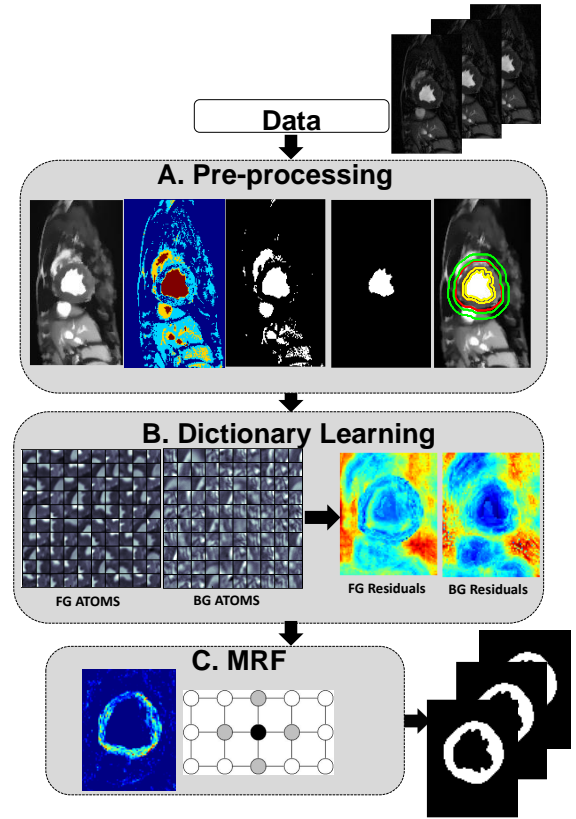 Data
A. Pre-processing
B. Dictionary Learning
FG ATOMS
BG ATOMS
FG Residuals
BG Residuals
C. MRF